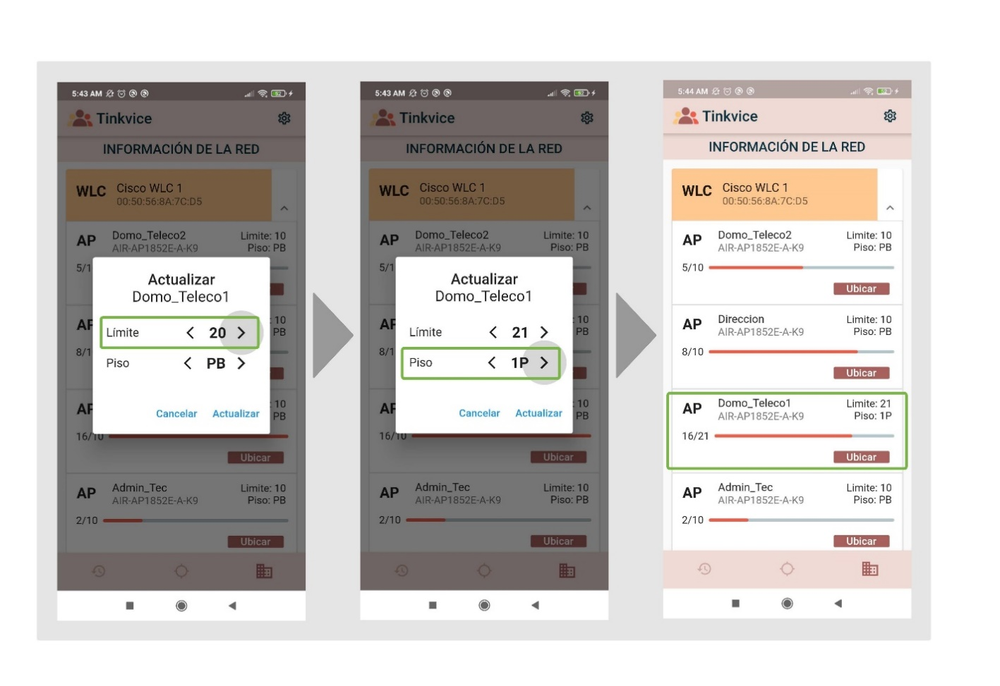 5:43 AM
52
Tinkvice
INFORMACIÓN DE LA RED
WLC Cisco WLC 1
00:50:56:8A:7C:D5
AP Domo_Teleco2 Limite: 10
AIR-AP1852E-A-K9 Piso: PB
5/1
Actualizar
Domo_Teleco1
AP 10
Límite < 20 > PB
8/1
Piso < PB >
AP 10
Cancelar Actualizar PB
16/10
Ubicar
AP Admin_Tec Limite: 10
AIR-AP1852E-A-K9 Piso: PB
2/10
Ubicar
5:43 AM
52
Tinkvice
INFORMACIÓN DE LA RED
WLC Cisco WLC 1
00:50:56:8A:7C:D5
AP Domo_Teleco2 Limite: 10
AIR-AP1852E-A-K9 Piso: PB
5/1
Actualizar
Domo_Teleco1
AP 10
Límite < 21 > PB
8/1
Piso < 1P >
AP : 10
Cancelar Actualizar PB
16/10
Ubicar
AP Admin_Tec Limite: 10
AIR-AP1852E-A-K9 Piso: PB
2/10
Ubicar
5:44 AM
52
Tinkvice
INFORMACIÓN DE LA RED
WLC Cisco WLC 1
00:50:56:8A:7C:D5
AP Domo_Teleco2 Limite: 10
AIR-AP1852E-A-K9 Piso: PB
5/10
Ubicar
AP Direccion Limite: 10
AIR-AP1852E-A-K9 Piso: PB
8/10
Ubicar
AP Domo_Teleco1 Limite: 21
AIR-AP1852E-A-K9 Piso: 1P
16/21
Ubicar
AP Admin_Tec Limite: 10
AIR-AP1852E-A-K9 Piso: PB
2/10
Ubicar